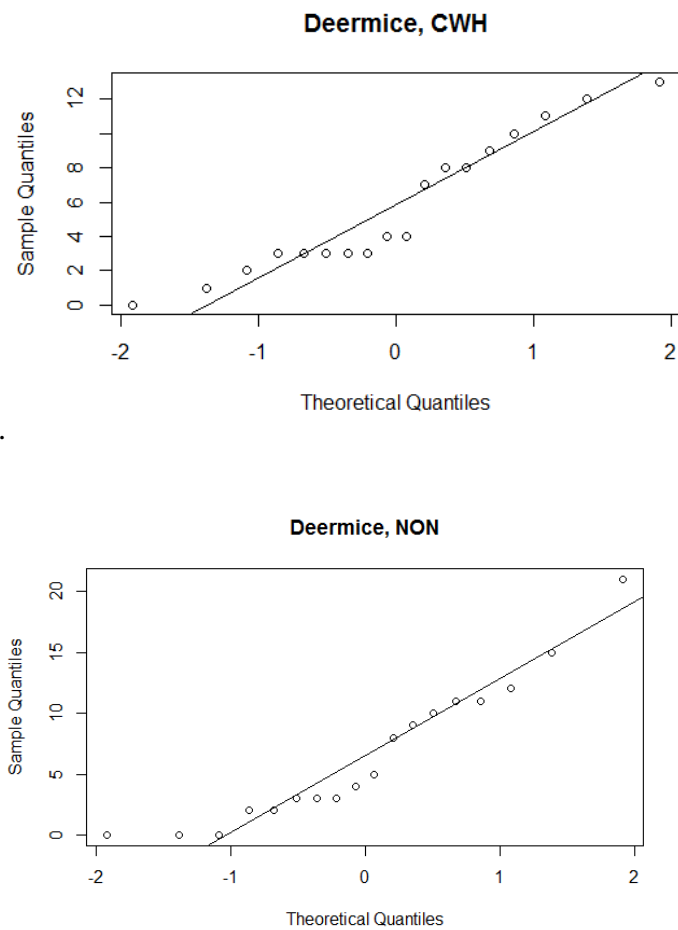 Deermice, CWH
Sample Quantiles
12
8
6
4
2
0
-2 -1 0 1 2
Theoretical Quantiles
.
Deermice, NON
Sample Quantiles
20
15
10
5
0
-2 -1 0 1 2
Theoretical Quantiles